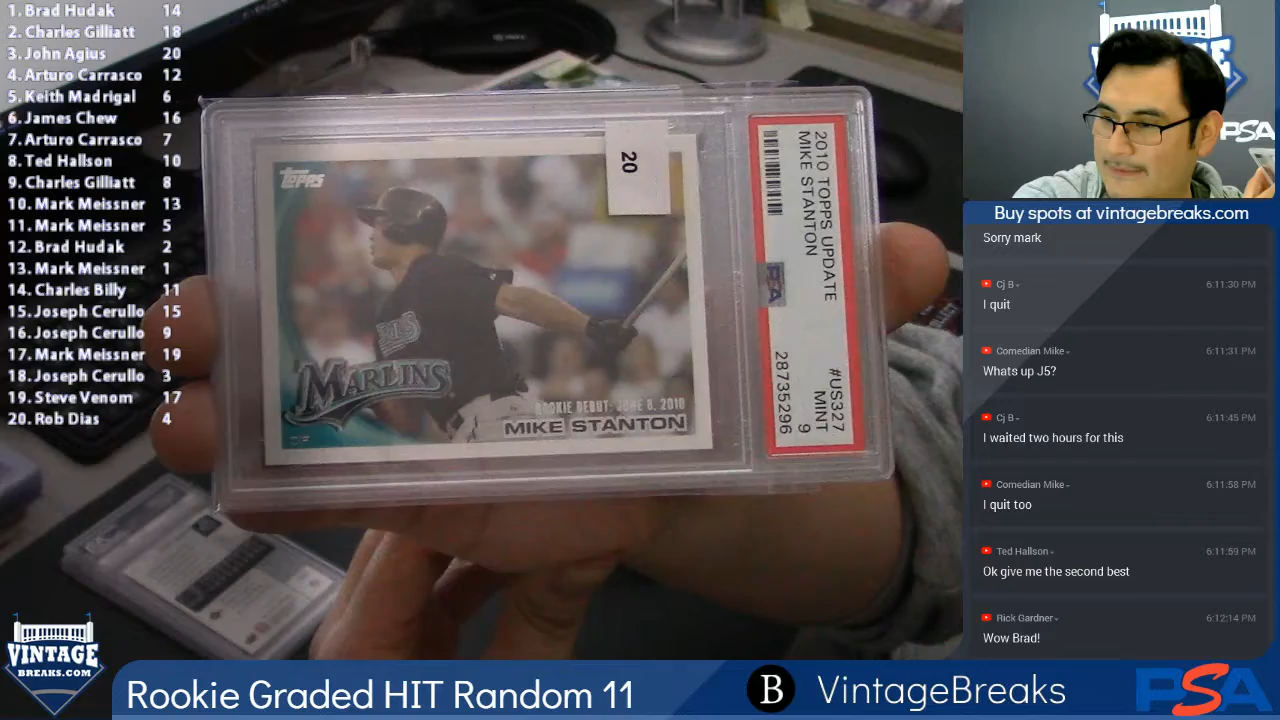 1. Brad Hudak 14
2. Charles Gilliatt 18
3. John Agius 20
4. Arturo Carrasco 12
5. Keith Madrigal 6
6. James Chew 16
7. Arturo Carrasco 7
8. Ted Hallson 10
9. Charles Gilliatt 8
10. Mark Meissner 13
11. Mark Meissner 5
12. Brad Hudak 2
13. Mark Meissner 1
14. Charles Billy 11
15. Joseph Cerullo 15
16. Joseph Cerullo 9
17. Mark Meissner 19
18. Joseph Cerullo 3
19. Steve Venom 17
20. Rob Dias 4
Topps
20
MARLINS
ROOKIE DEBUT: JUNE 8, 2010
MIKE STANTON
2010 TOPPS UPDATE #US327
MIKE STANTON MINT 9
PSA 28735296
PSA
Buy spots at vintagebreaks.com
Sorry mark
Cj B 6:11:30 PM
I quit
Comedian Mike 6:11:31 PM
Whats up J5?
Cj B 6:11:45 PM
I waited two hours for this
Comedian Mike 6:11:58 PM
I quit too
Ted Hallson 6:11:59 PM
Ok give me the second best
Rick Gardner 6:12:14 PM
Wow Brad!
VINTAGE
BREAKS.COM
Rookie Graded HIT Random 11
B VintageBreaks
PSA